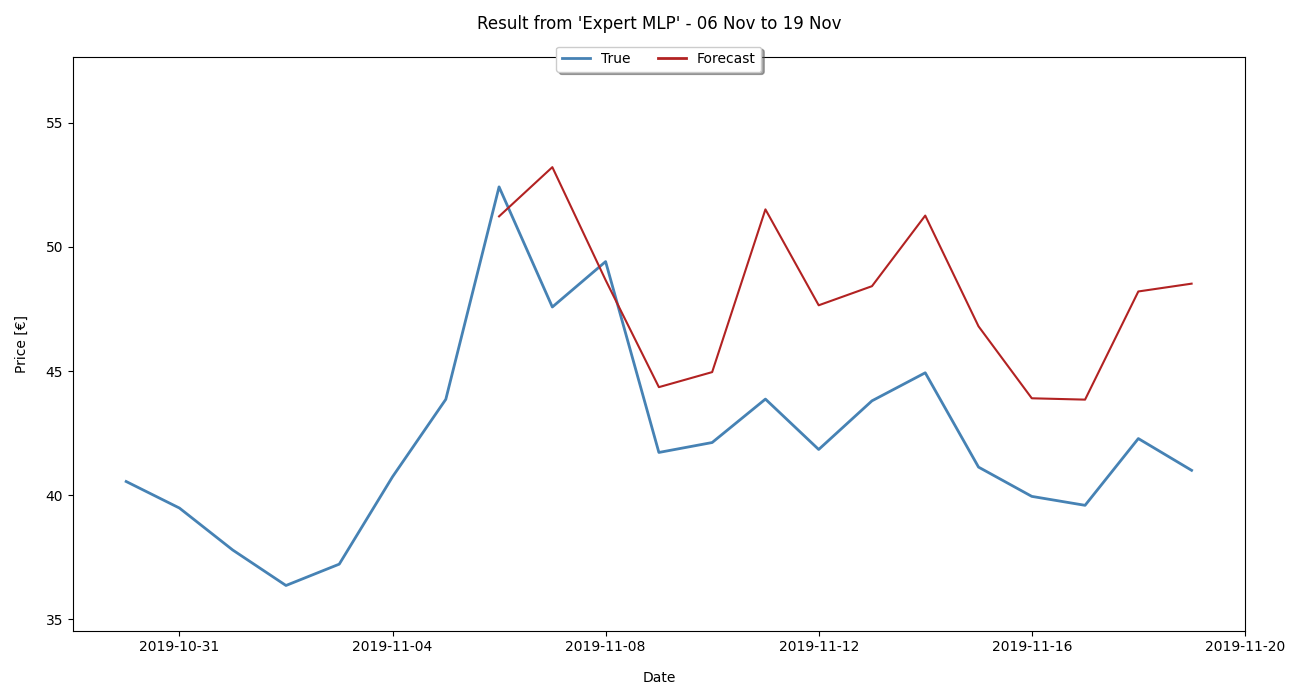 Result from 'Expert MLP' - 06 Nov to 19 Nov
True Forecast
Price [€]
55
50
45
40
35
2019-10-31 2019-11-04 2019-11-08 2019-11-12 2019-11-16 2019-11-20
Date